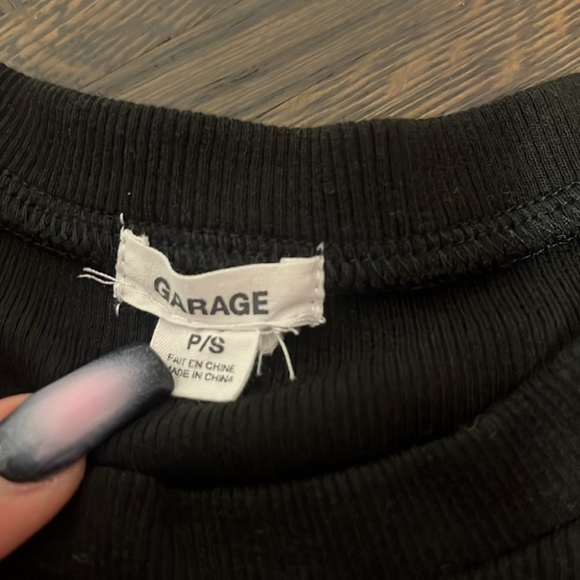 GARAGE
P/S
FAIT EN CHINE
MADE IN CHINA